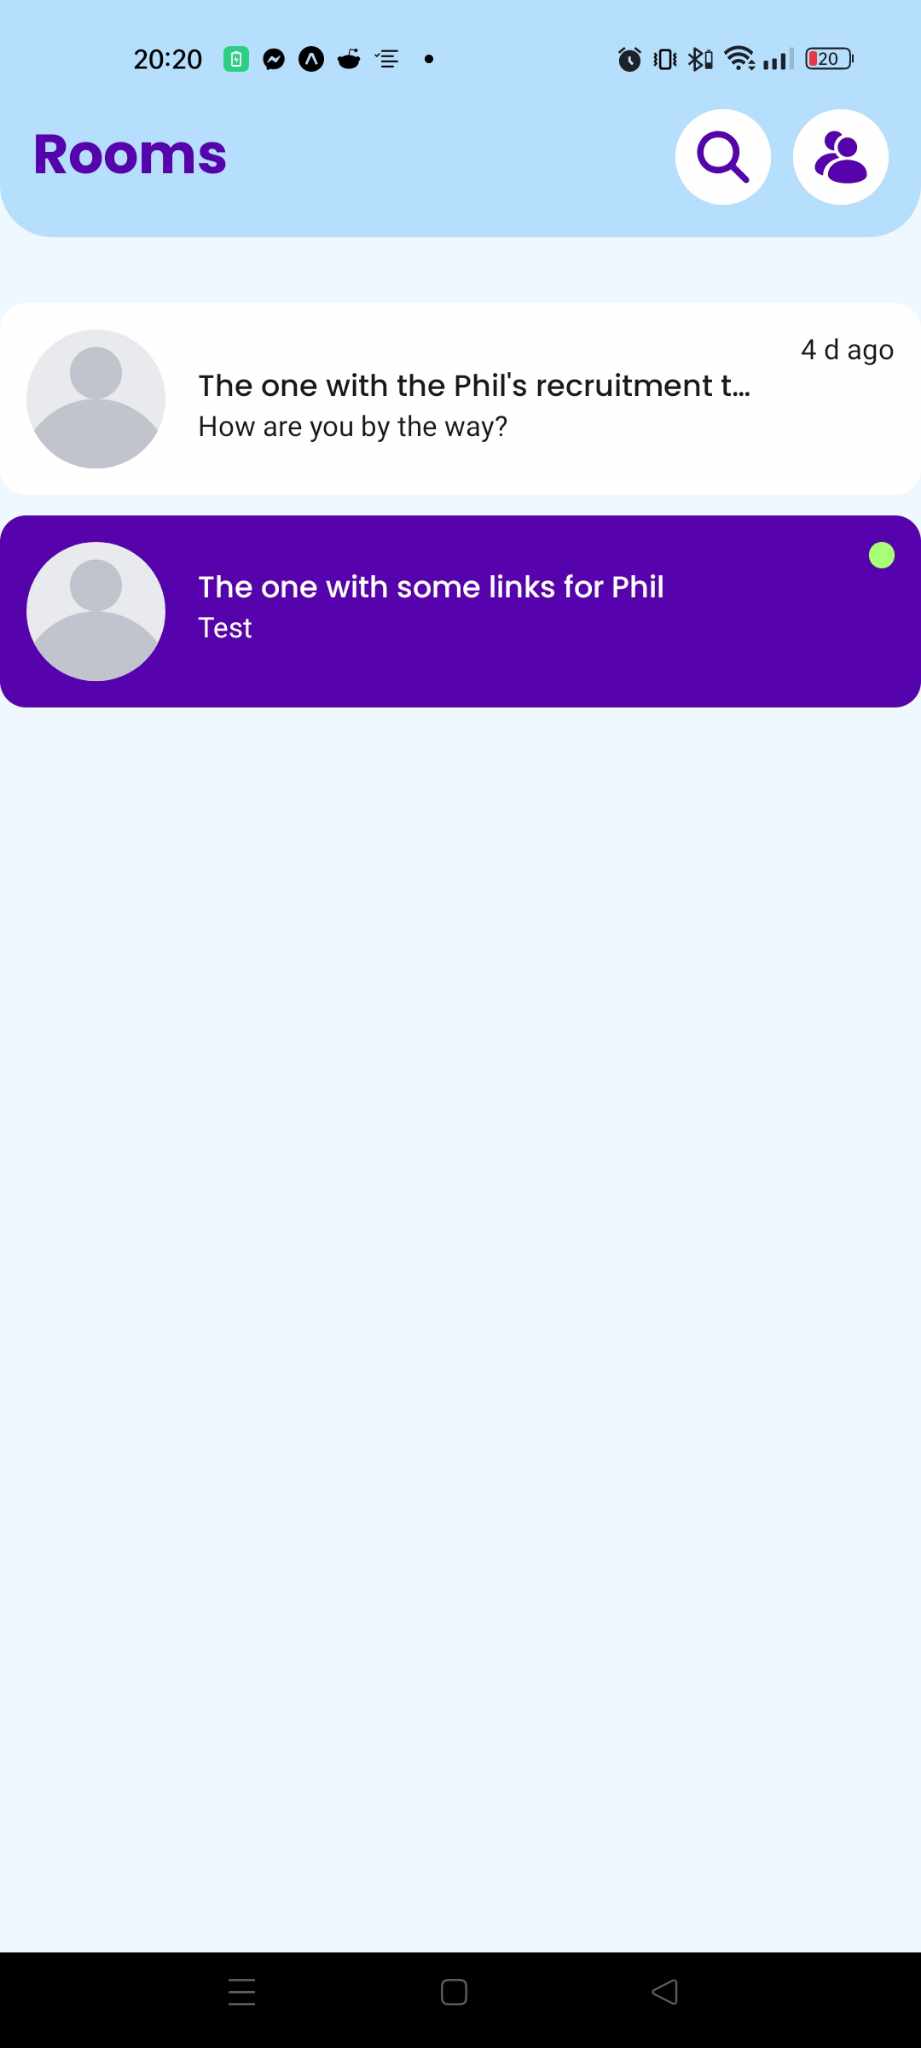 20:20
20
Rooms
4 d ago
The one with the Phil's recruitment t...
How are you by the way?
The one with some links for Phil
Test